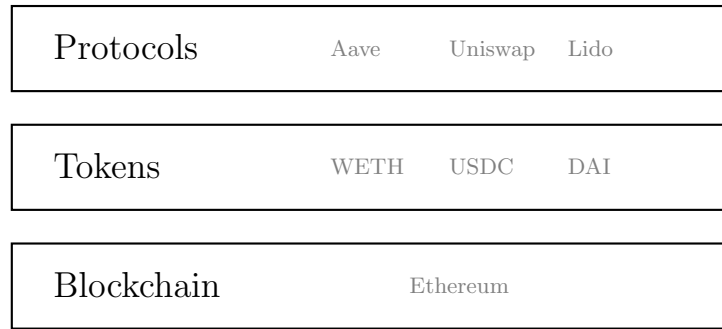 Protocols Aave Uniswap Lido
Tokens WETH USDC DAI
Blockchain Ethereum